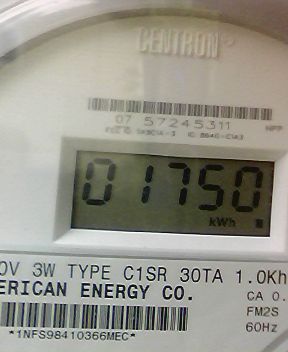 CENTRON®
07 57245311
01750
kWh
0V 3W TYPE C1SR 30TA 1.0Kh
ERICAN ENERGY CO.
CA 0.
FM2S
60Hz
*1NFS98410366MEC*